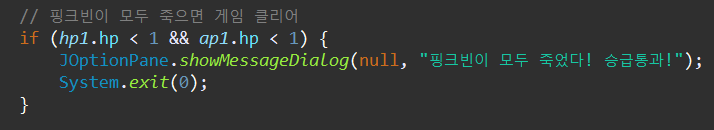 // 핑크빈이 모두 죽으면 게임 클리어
if (hp1.hp < 1 && ap1.hp < 1) {
JOptionPane.showMessageDialog(null, "핑크빈이 모두 죽었다! 승급통과!");
System.exit(0);
}